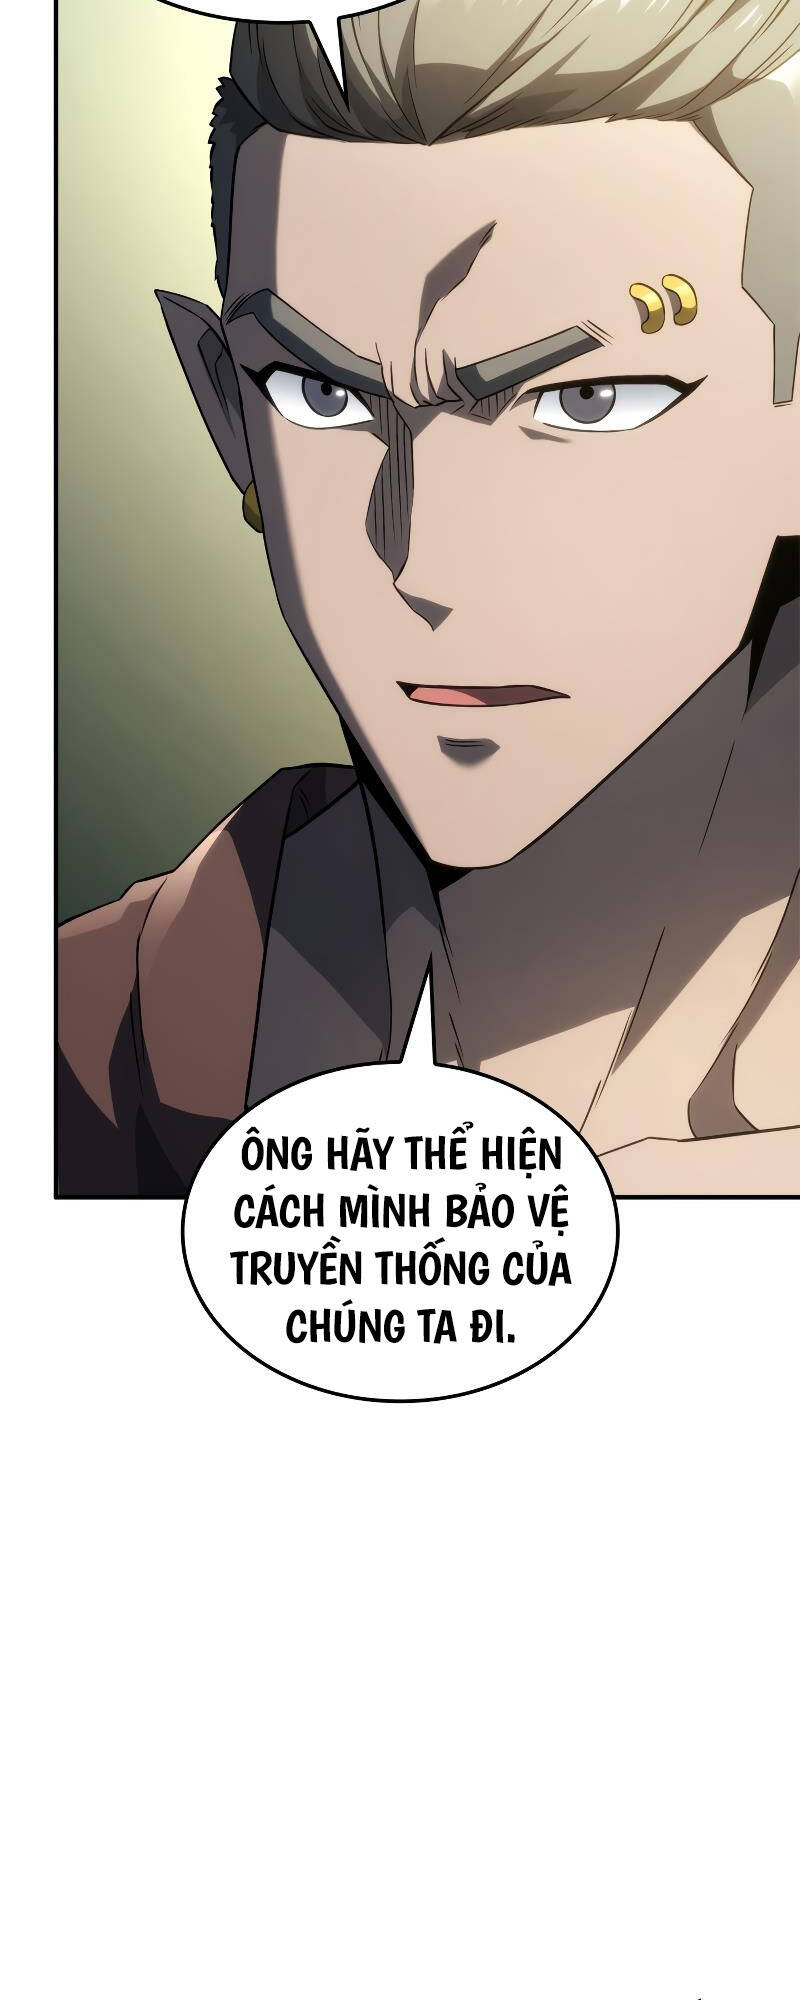 ÔNG HÃY THỂ HIỆN
CÁCH MÌNH BẢO VỆ
TRUYỀN THỐNG CỦA
CHÚNG TA ĐI.